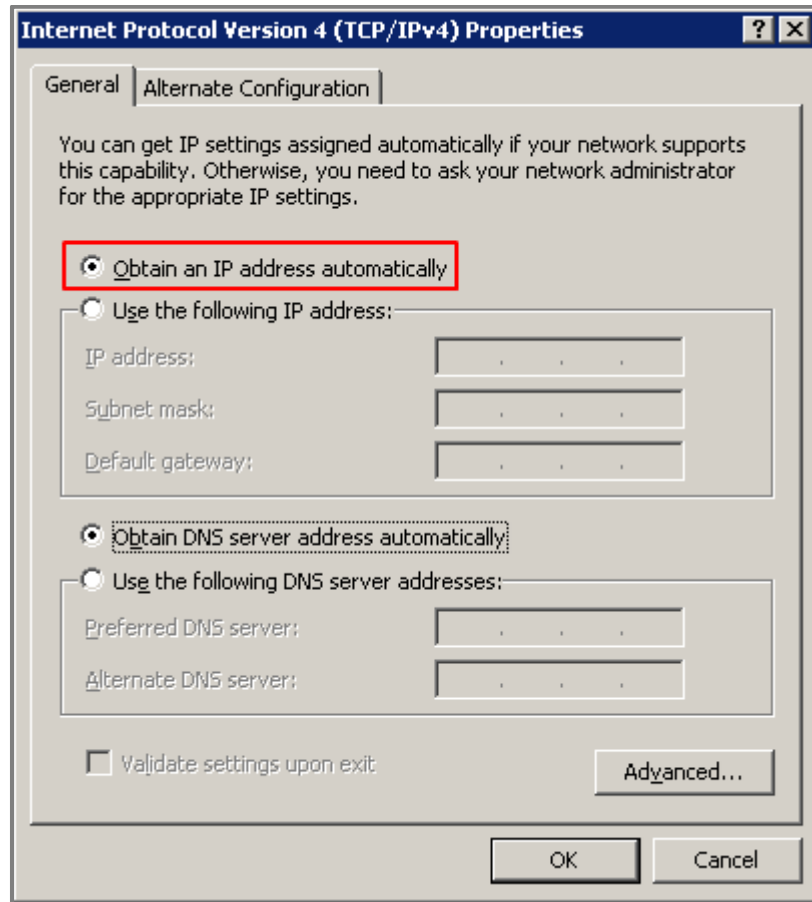 Internet Protocol Version 4 (TCP/IPv4) Properties
General
Alternate Configuration
You can get IP settings assigned automatically if your network supports
this capability. Otherwise, you need to ask your network administrator
for the appropriate IP settings.
Obtain an IP address automatically
Use the following IP address:
IP address:
Subnet mask:
Default gateway:
Obtain DNS server address automatically
Use the following DNS server addresses:
Preferred DNS server:
Alternate DNS server:
Validate settings upon exit
Advanced...
OK
Cancel